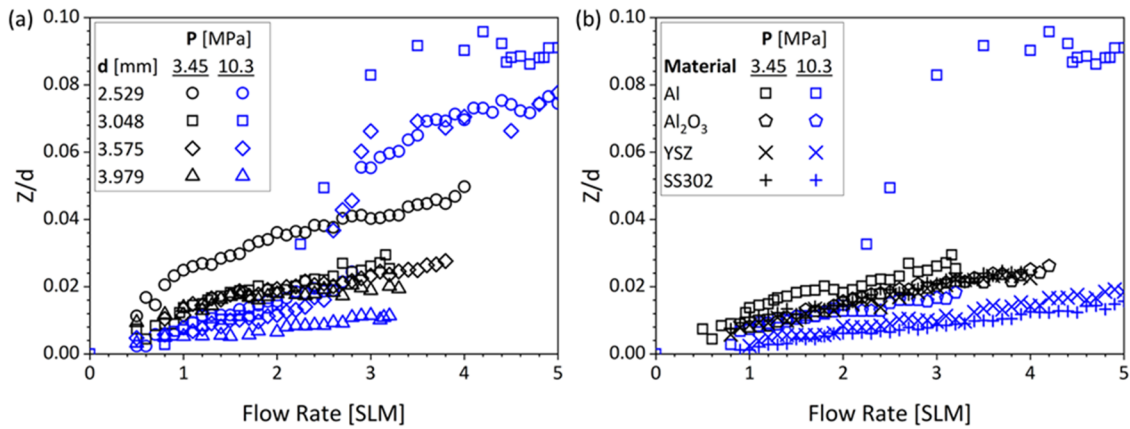 (a)
0.10
0.08
0.06
0.04
0.02
0.00
Z/d
P [MPa]
d [mm] 3.45 10.3
2.529
3.048
3.575
3.979
0 1 2 3 4 5
Flow Rate [SLM]
(b)
0.10
0.08
0.06
0.04
0.02
0.00
Z/d
P [MPa]
Material 3.45 10.3
Al
Al₂O₃
YSZ
SS302
0 1 2 3 4 5
Flow Rate [SLM]